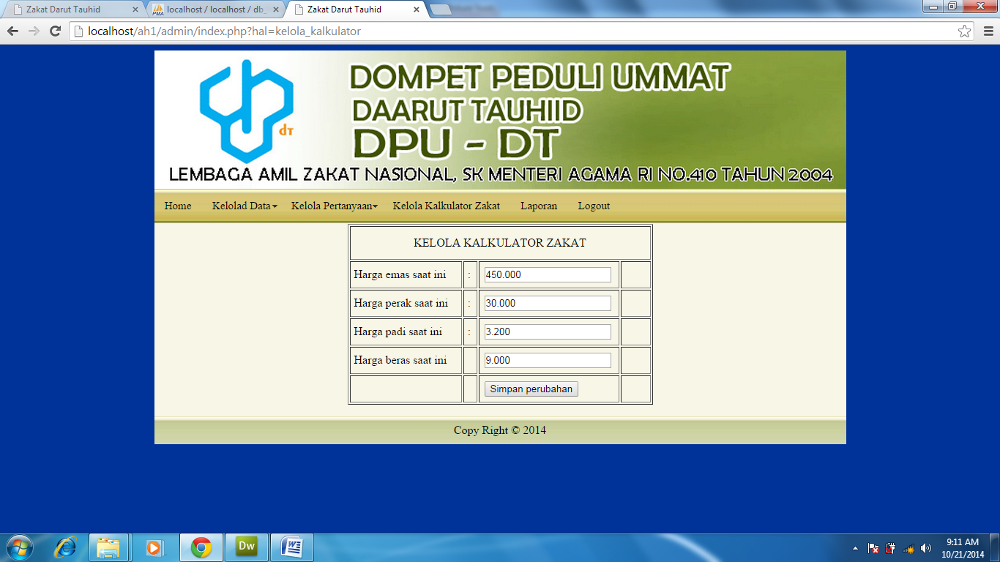 Zakat Darut Tauhid
localhost / localhost / db_
Zakat Darut Tauhid
localhost/ah1/admin/index.php?hal=kelola_kalkulator
DOMPET PEDULI UMMAT
DAARUT TAUHIID
DPU - DT
dT
LEMBAGA AMIL ZAKAT NASIONAL, SK MENTERI AGAMA RI NO.410 TAHUN 2004
Home Kelolad Data Kelola Pertanyaan Kelola Kalkulator Zakat Laporan Logout
KELOLA KALKULATOR ZAKAT
Harga emas saat ini : 450.000
Harga perak saat ini : 30.000
Harga padi saat ini : 3.200
Harga beras saat ini 9.000
Simpan perubahan
Copy Right © 2014
Dw
9:11 AM
10/21/2014